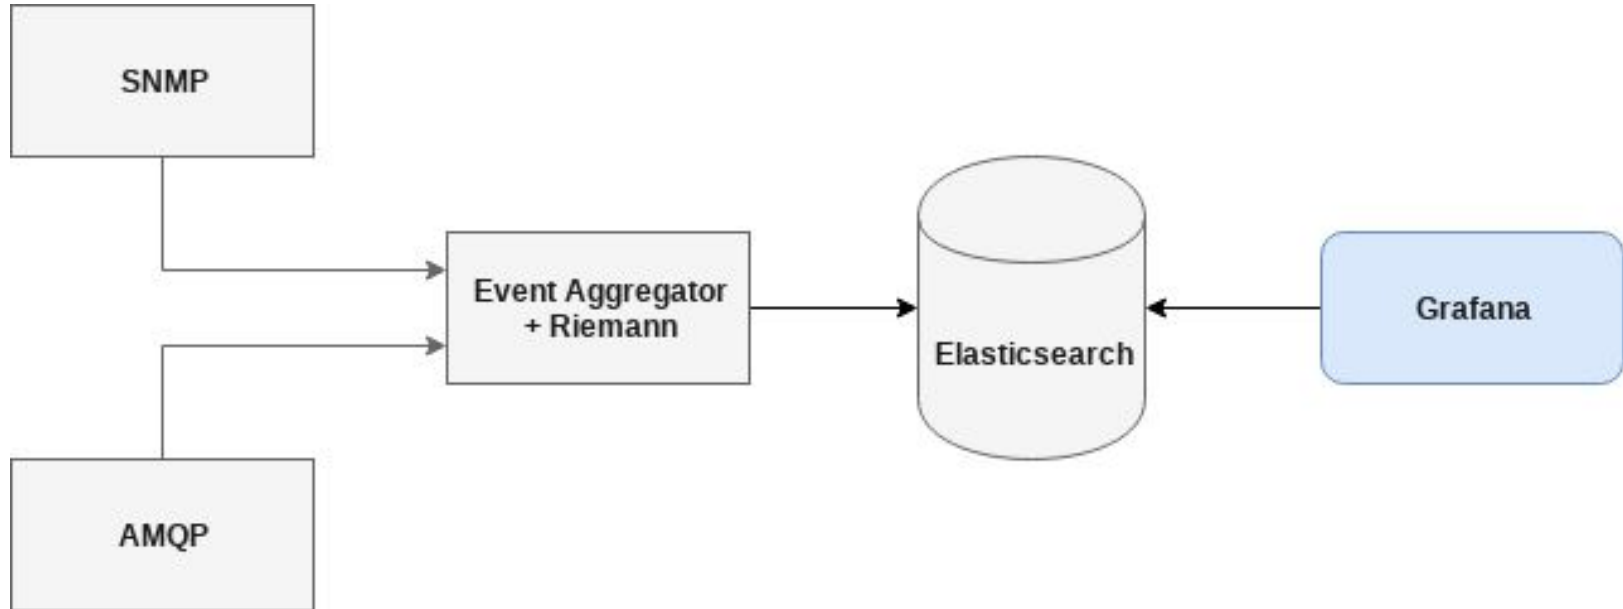 SNMP
Event Aggregator
+ Riemann
Elasticsearch
Grafana
AMQP